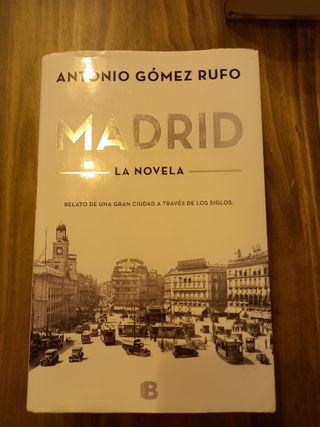 ANTONIO GÓMEZ RUFO
MADRID
LA NOVELA
RELATO DE UNA GRAN CIUDAD A TRAVÉS DE LOS SIGLOS.
B